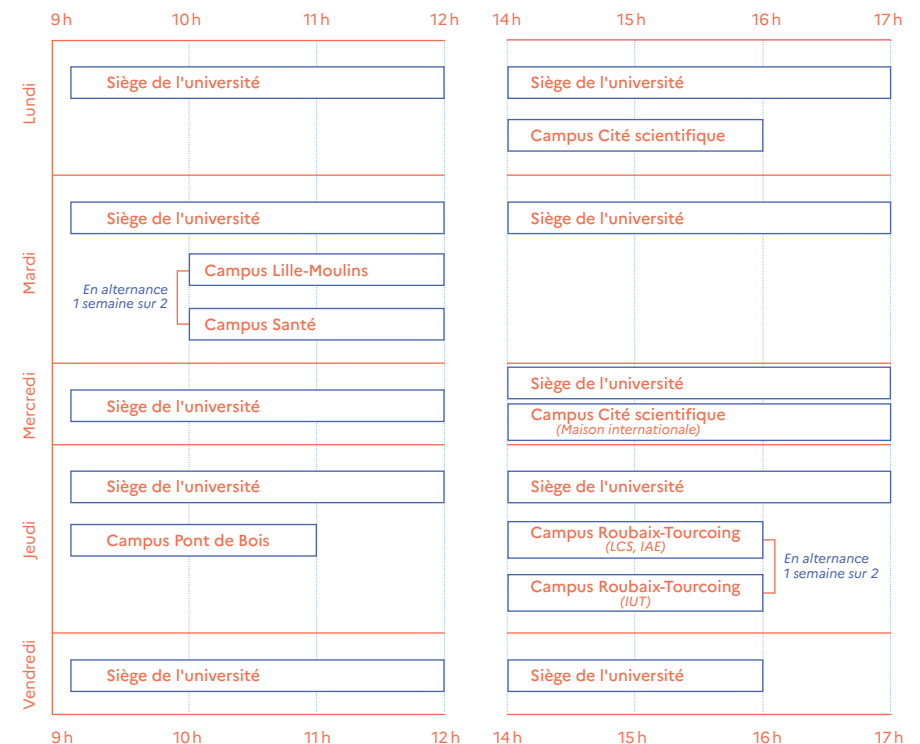 9 h 10 h 11 h 12 h 14 h 15 h 16 h 17 h
Lundi
Siège de l'université
Siège de l'université
Campus Cité scientifique
Mardi
Siège de l'université
Siège de l'université
Campus Lille-Moulins
En alternance
1 semaine sur 2
Campus Santé
Mercredi
Siège de l'université
Siège de l'université
Campus Cité scientifique
(Maison internationale)
Jeudi
Siège de l'université
Siège de l'université
Campus Pont de Bois
Campus Roubaix-Tourcoing
(LCS, IAE)
En alternance
1 semaine sur 2
Campus Roubaix-Tourcoing
(IUT)
Vendredi
Siège de l'université
Siège de l'université
9 h 10 h 11 h 12 h 14 h 15 h 16 h 17 h